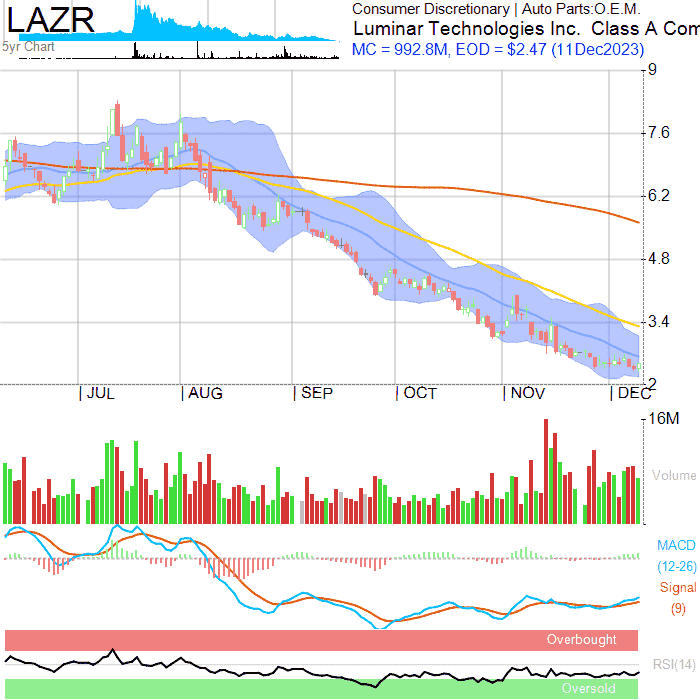 LAZR
5yr Chart
Consumer Discretionary | Auto Parts:O.E.M.
Luminar Technologies Inc.  Class A Com
MC = 992.8M, EOD = $2.47 (11Dec2023)
9
7.6
6.2
4.8
3.4
2
JUL
AUG
SEP
OCT
NOV
DEC
16M
Volume
MACD
(12-26)
Signal
(9)
Overbought
RSI(14)
Oversold